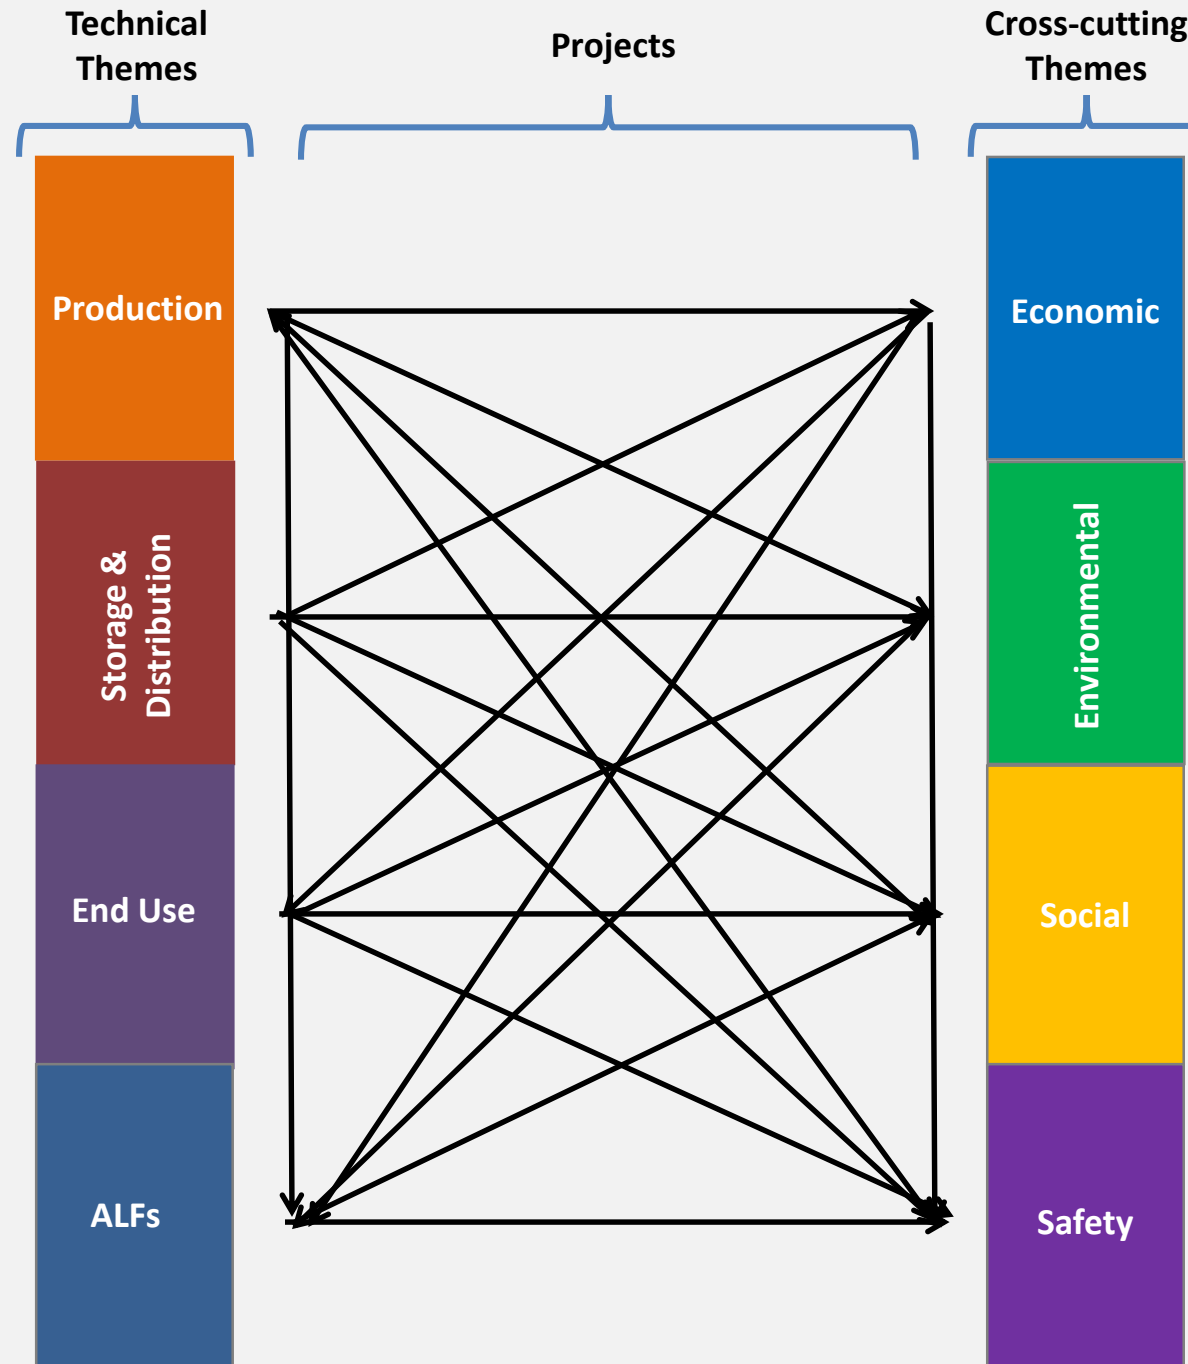 Technical
Themes
Projects
Cross-cutting
Themes
Production
Storage &
Distribution
End Use
ALFs
Economic
Environmental
Social
Safety